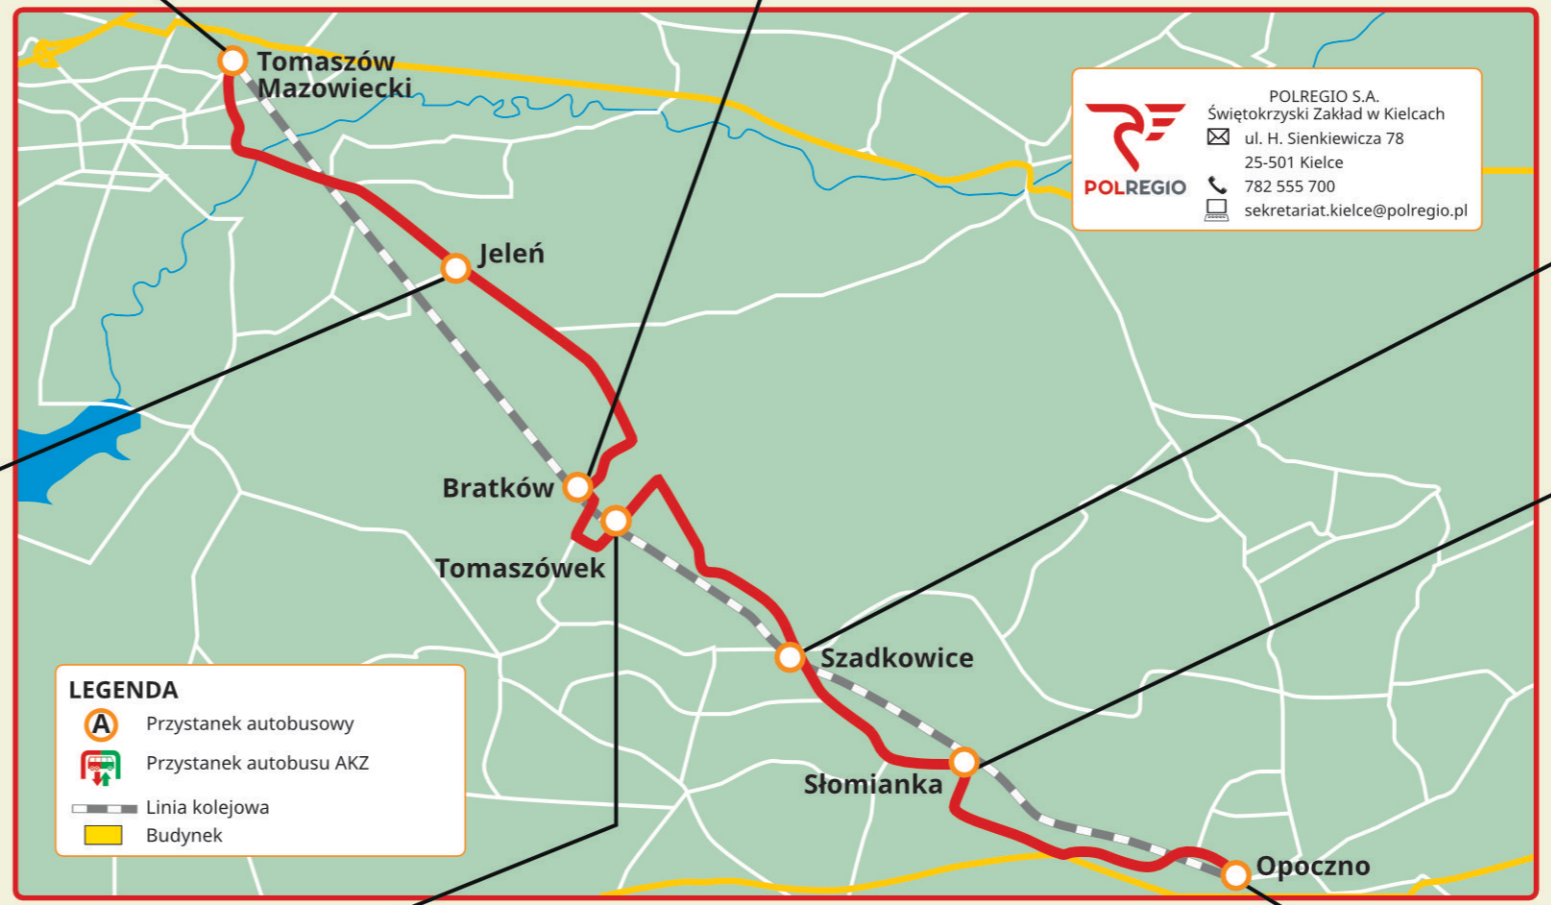 Tomaszów
Mazowiecki
POLREGIO
POLREGIO S.A.
Świętokrzyski Zakład w Kielcach
ul. H. Sienkiewicza 78
25-501 Kielce
782 555 700
sekretariat.kielce@polregio.pl
Jeleń
Bratków
Tomaszówek
Szadkowice
Słomianka
Opoczno
LEGENDA
A Przystanek autobusowy
Przystanek autobusu AKZ
Linia kolejowa
Budynek